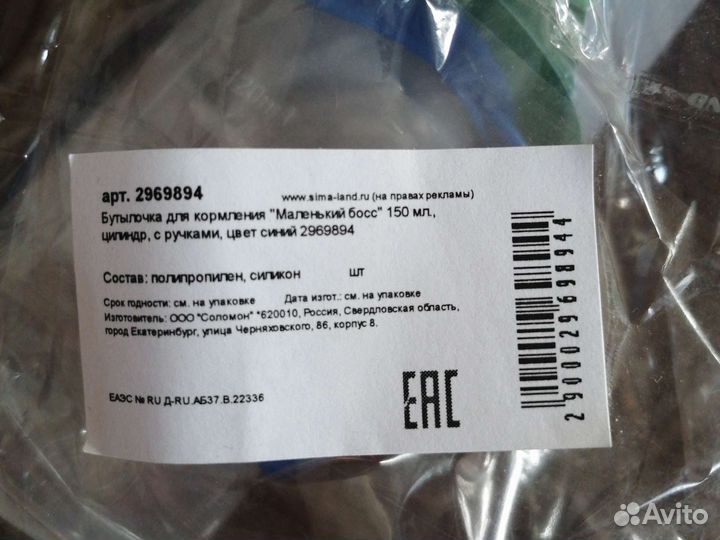 120ml
арт. 2969894
www.sima-land.ru (на правах рекламы)
Бутылочка для кормления "Маленький босс" 150 мл.,
цилиндр, с ручками, цвет синий 2969894
Состав: полипропилен, силикон шт
Срок годности: см. на упаковке Дата изгот.: см. на упаковке
Изготовитель: ООО "Соломон" *620010, Россия, Свердловская область,
город Екатеринбург, улица Черняховского, 86, корпус 8.
ЕАЭС № RU Д-RU.АБ37.В.22336
EAC
2900029698944
Avito